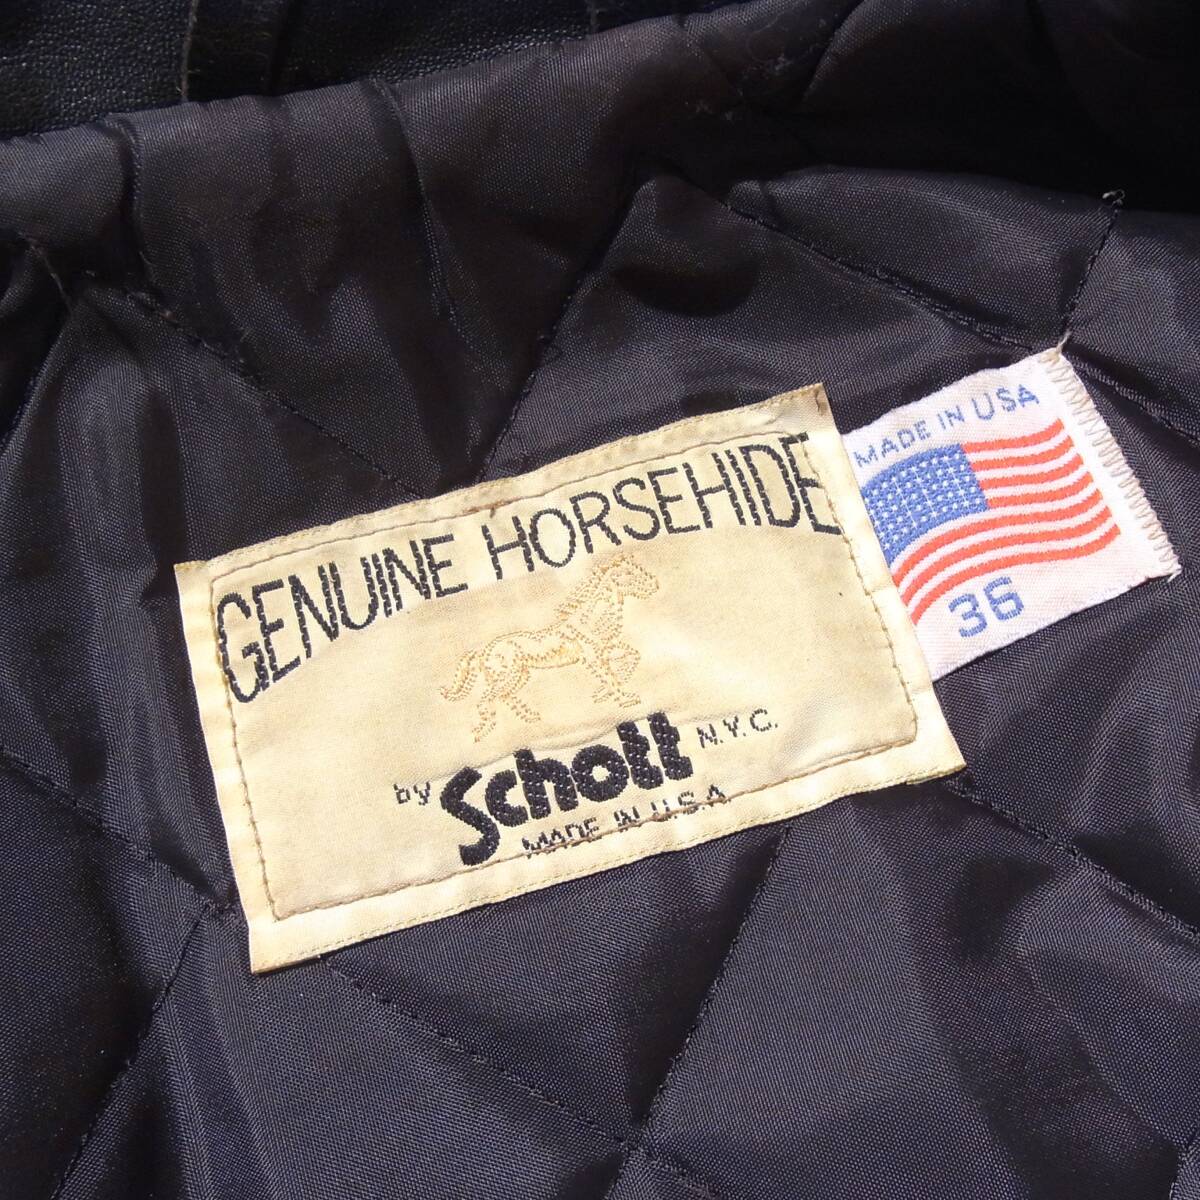 GENUINE HORSEHIDE
by Schott N.Y.C.
MADE IN U.S.A.
MADE IN USA
36